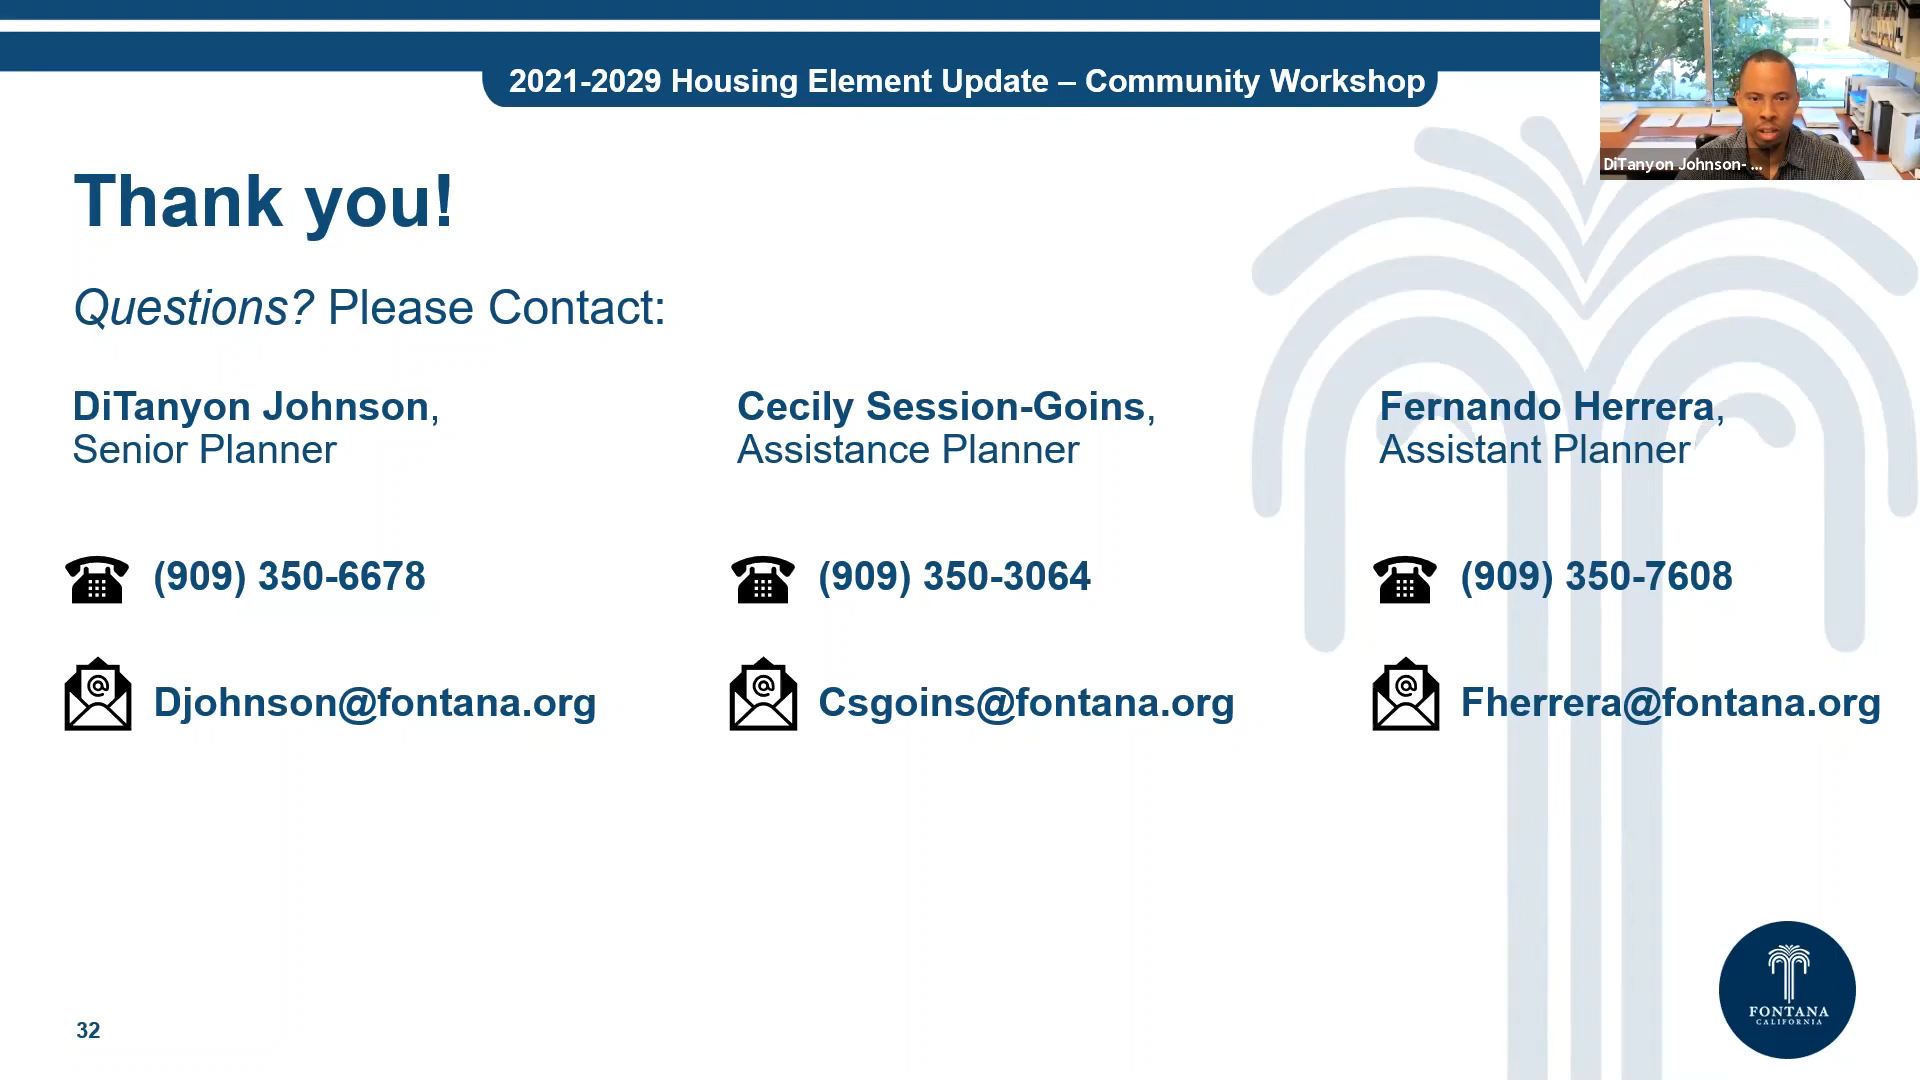 2021-2029 Housing Element Update – Community Workshop
DiTanyon Johnson- ...
Thank you!
Questions? Please Contact:
DiTanyon Johnson,
Senior Planner
(909) 350-6678
Djohnson@fontana.org
Cecily Session-Goins,
Assistance Planner
(909) 350-3064
Csgoins@fontana.org
Fernando Herrera,
Assistant Planner
(909) 350-7608
Fherrera@fontana.org
32
FONTANA
CALIFORNIA